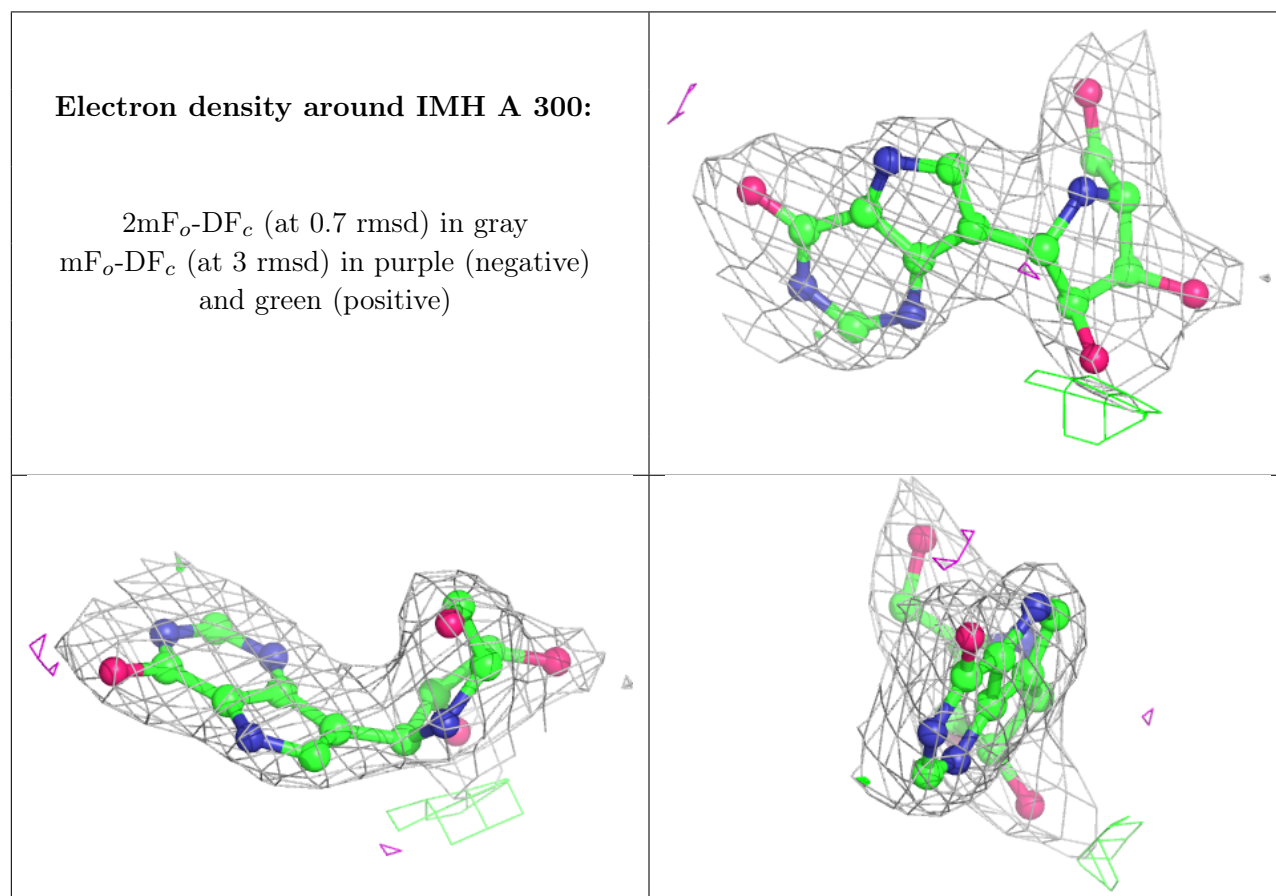 Electron density around IMH A 300:
2mFo-DFc (at 0.7 rmsd) in gray
mFo-DFc (at 3 rmsd) in purple (negative)
and green (positive)